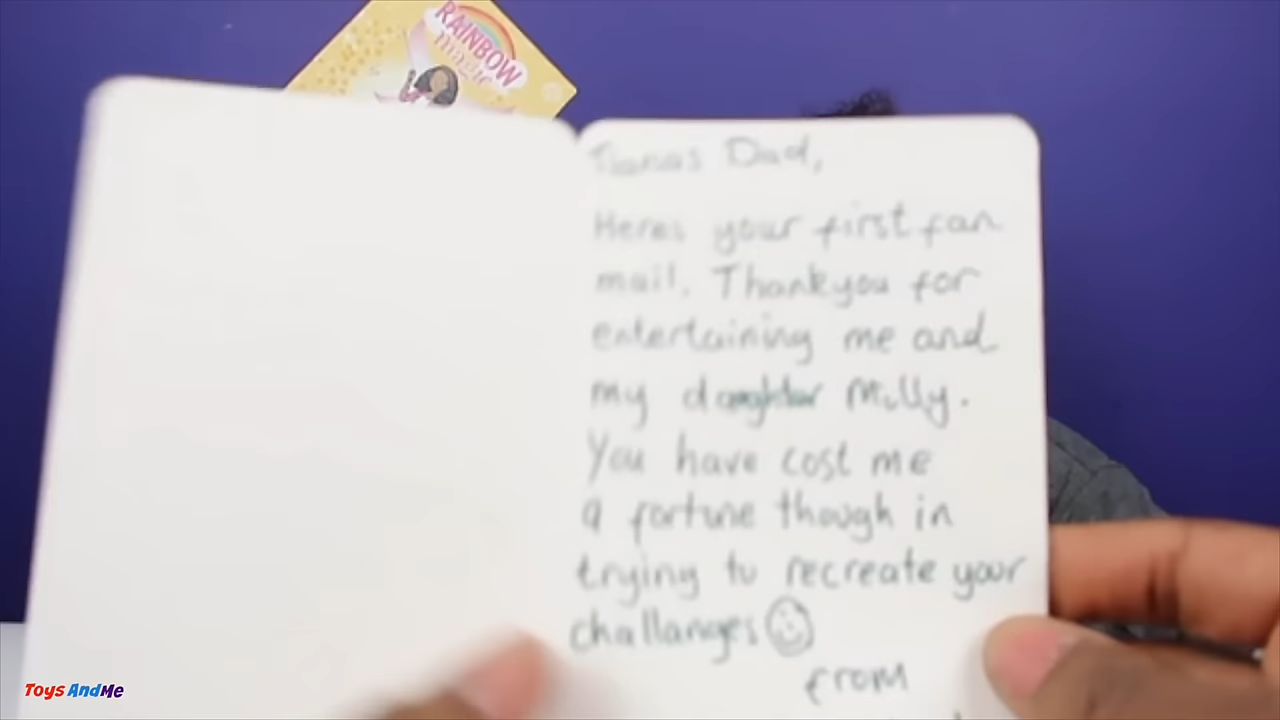 RAINBOW
magic
Tianas Dad,
Heres your first fan
mail. Thankyou for
entertaining me and
my daughter Milly.
You have cost me
a fortune though in
trying to recreate your
challanges
from
ToysAndMe